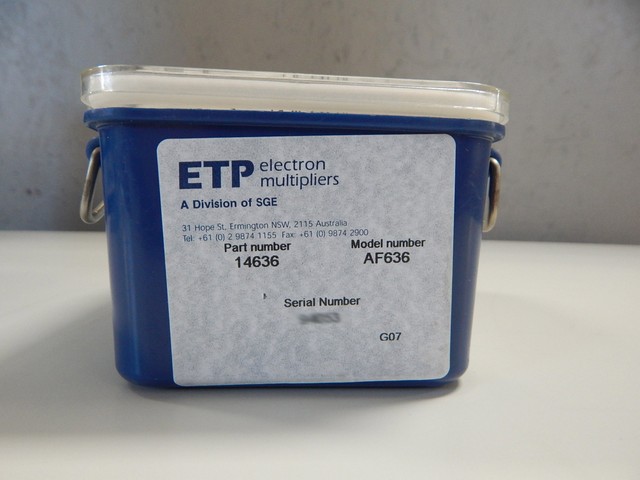 ETP electron
multipliers
A Division of SGE
31 Hope St. Ermington NSW, 2115 Australia
Tel: +61 (0) 2 9874 1155 Fax: +61 (0) 9874 2900
Part number Model number
14636 AF636
Serial Number
G07